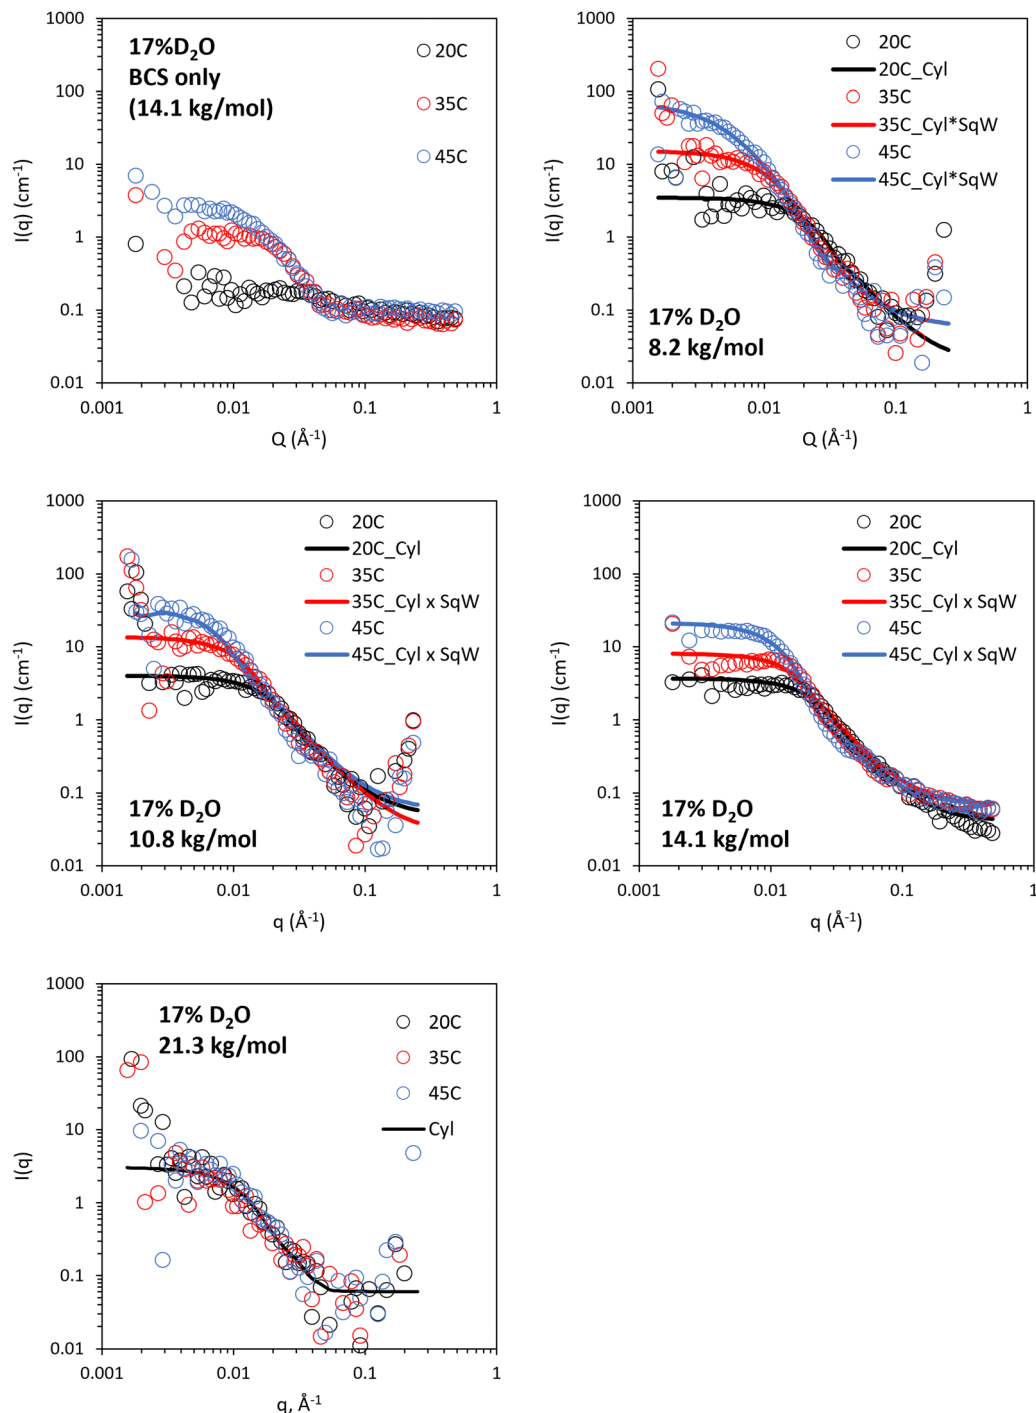 1000
100
10
1
0.1
0.01
I(q) (cm⁻¹)
17%D₂O
BCS only
(14.1 kg/mol)
20C
35C
45C
0.001
0.01
0.1
1
Q (Å⁻¹)
1000
100
10
1
0.1
0.01
I(q) (cm⁻¹)
20C
20C_Cyl
35C
35C_Cyl*SqW
45C
45C_Cyl*SqW
17% D₂O
8.2 kg/mol
0.001
0.01
0.1
1
Q (Å⁻¹)
1000
100
10
1
0.1
0.01
I(q) (cm⁻¹)
20C
20C_Cyl
35C
35C_Cyl x SqW
45C
45C_Cyl x SqW
17% D₂O
10.8 kg/mol
0.001
0.01
0.1
1
q (Å⁻¹)
1000
100
10
1
0.1
0.01
I(q) (cm⁻¹)
20C
20C_Cyl
35C
35C_Cyl x SqW
45C
45C_Cyl x SqW
17% D₂O
14.1 kg/mol
0.001
0.01
0.1
1
q (Å⁻¹)
1000
100
10
1
0.1
0.01
I(q)
17% D₂O
21.3 kg/mol
20C
35C
45C
Cyl
0.001
0.01
0.1
1
q, Å⁻¹